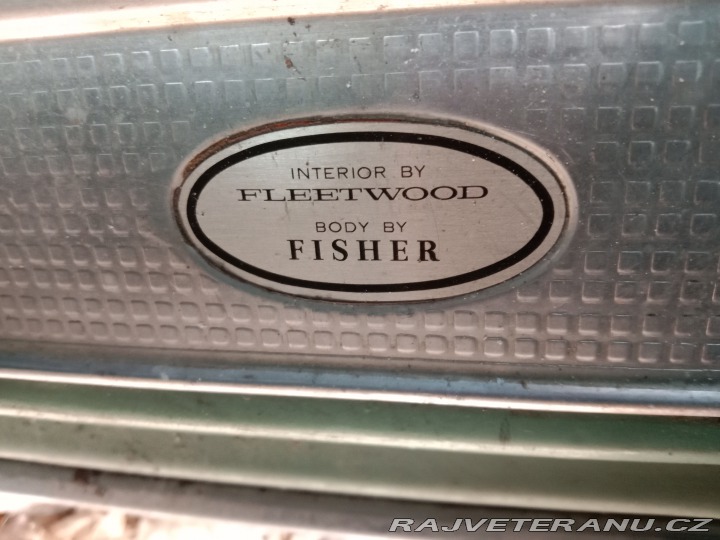 INTERIOR BY
FLEETWOOD
BODY BY
FISHER
RAJVETERANU.CZ